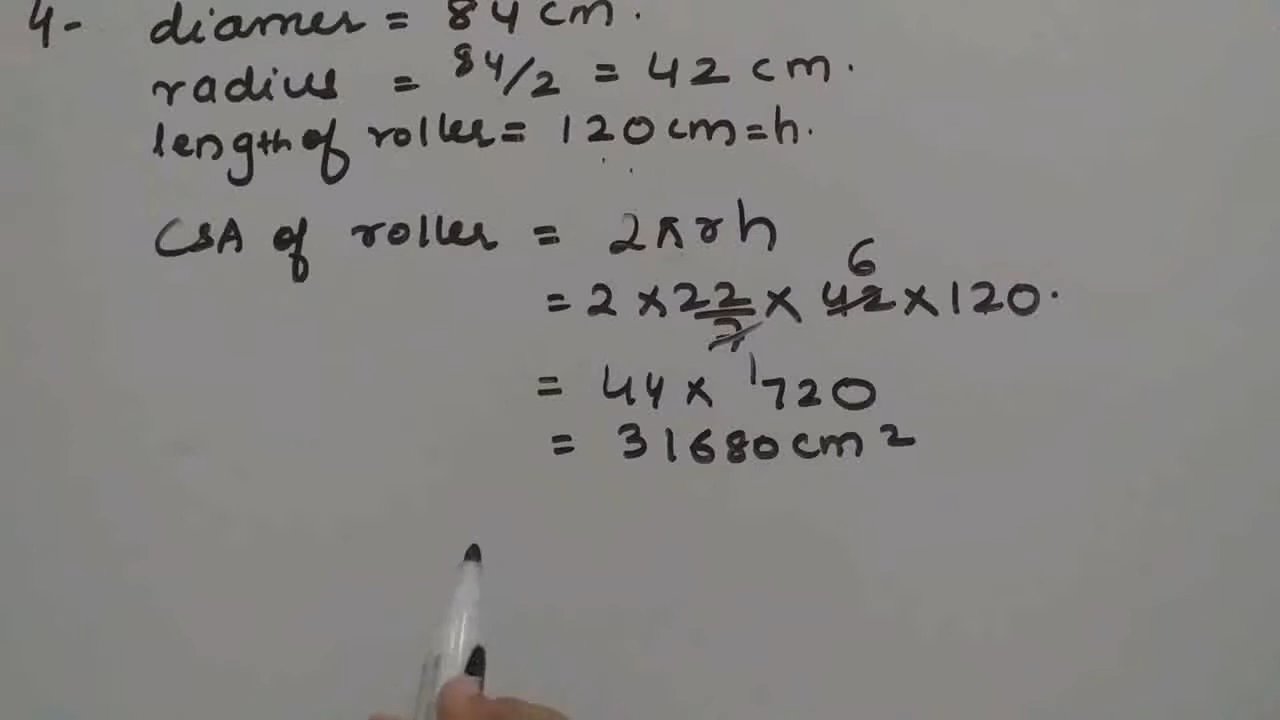 4- diamer = 84 cm.
radius = 84/2 = 42 cm.
length of roller = 120 cm = h.
CSA of roller = 2πrh
= 2 × 22/7 × 42 × 120. 6
= 44 × 1 720
= 31680 cm²